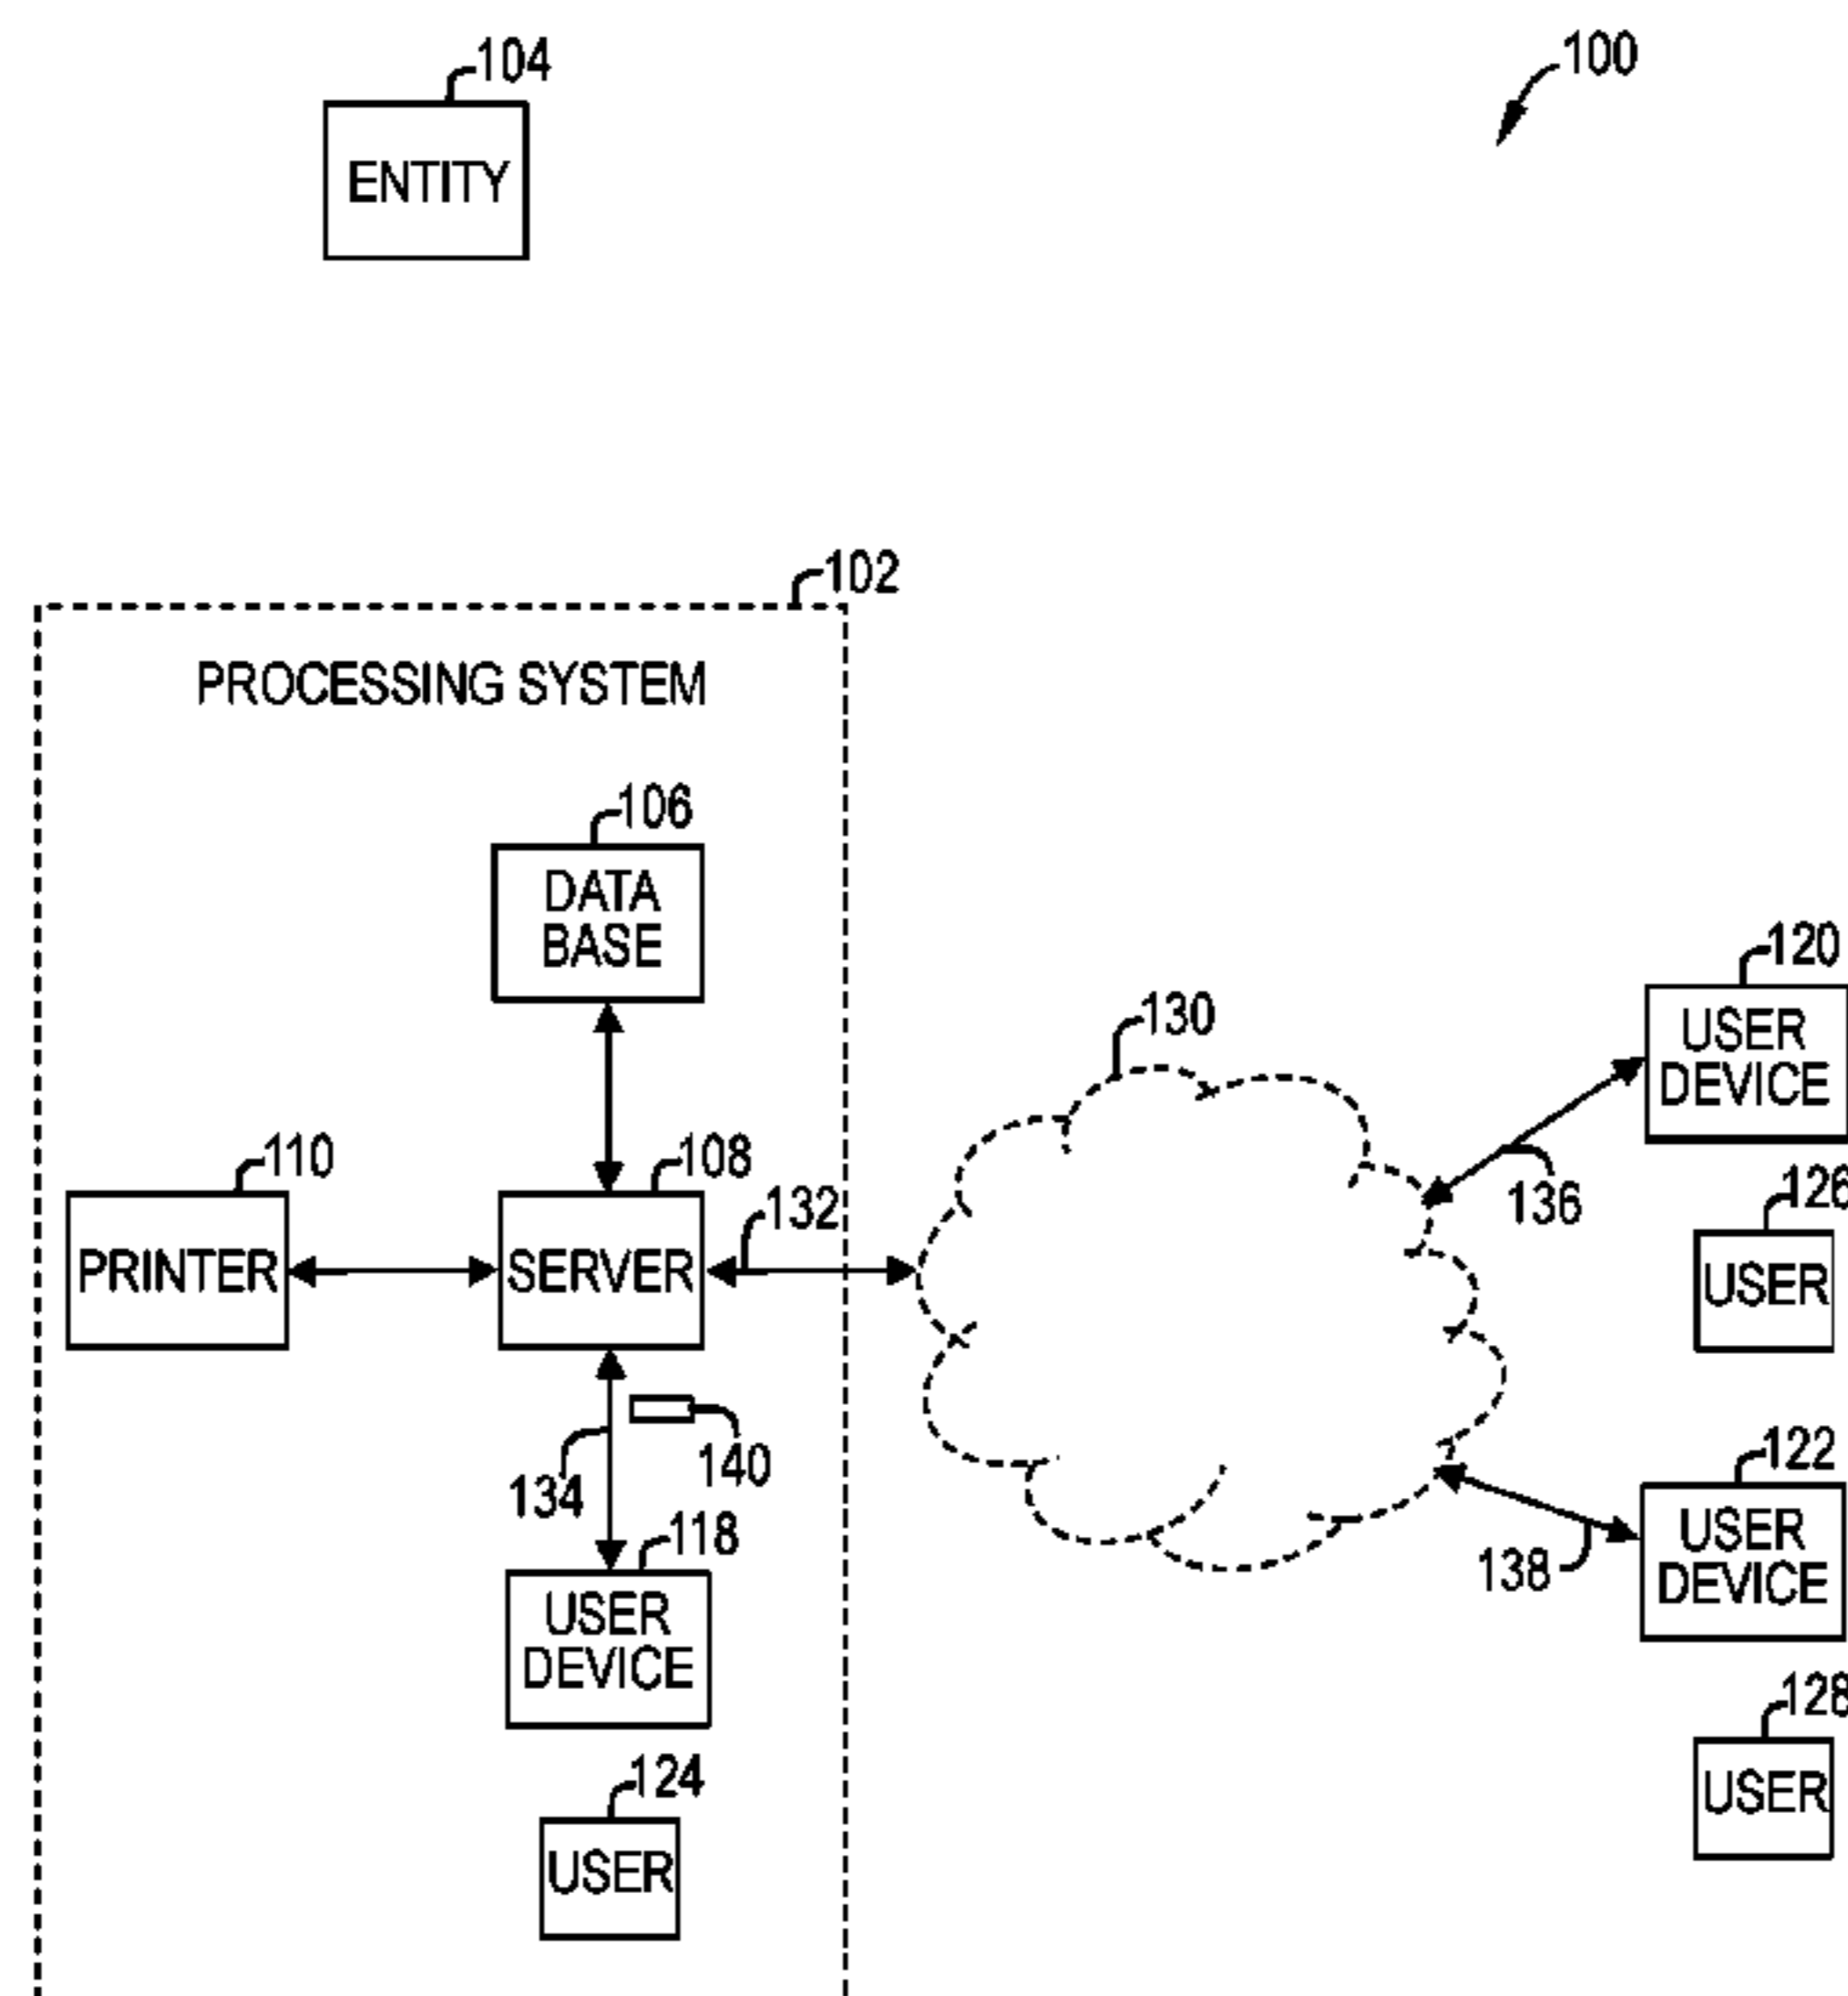 104
100
ENTITY
102
PROCESSING SYSTEM
106
DATA
BASE
120
USER
DEVICE
130
110
108
132
136
126
PRINTER
SERVER
USER
134
140
122
118
USER
DEVICE
138
USER
DEVICE
128
124
USER
USER